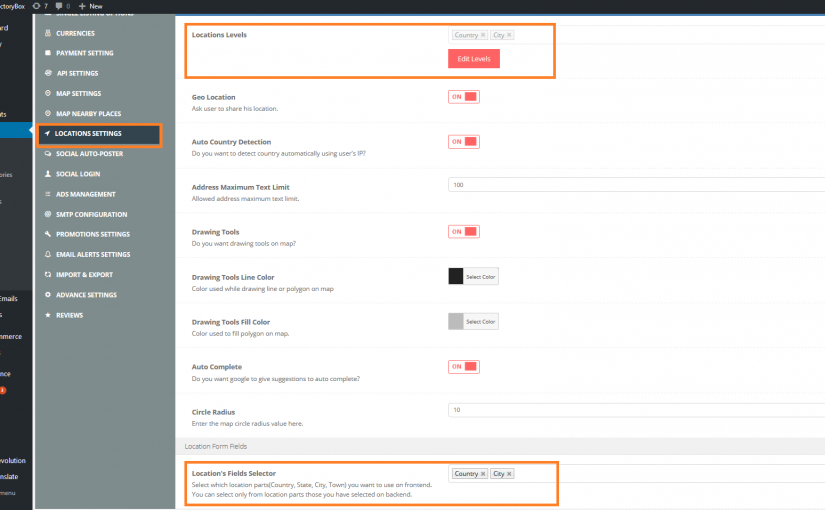 ctoryBox 7 0 New
ard
CURRENCIES
PAYMENT SETTING
API SETTINGS
MAP SETTINGS
MAP NEARBY PLACES
LOCATIONS SETTINGS
SOCIAL AUTO-POSTER
SOCIAL LOGIN
ADS MANAGEMENT
SMTP CONFIGURATION
PROMOTIONS SETTINGS
EMAIL ALERTS SETTINGS
IMPORT & EXPORT
ADVANCE SETTINGS
REVIEWS
nts
ories
Emails
mmerce
nce
2
evolution
nslate
menu
Locations Levels
Country × City ×
Edit Levels
Geo Location
ON
Ask user to share his location.
Auto Country Detection
ON
Do you want to detect country automatically using user's IP?
Address Maximum Text Limit
100
Allowed address maximum text limit.
Drawing Tools
ON
Do you want drawing tools on map?
Drawing Tools Line Color
Select Color
Color used while drawing line or polygon on map
Drawing Tools Fill Color
Select Color
Color used to fill polygon on map.
Auto Complete
ON
Do you want google to give suggestions to auto complete?
Circle Radius
10
Enter the map circle radius value here.
Location Form Fields
Location's Fields Selector
Country × City ×
Select which location parts(Country, State, City, Town) you want to use on frontend.
You can select only from location parts those you have selected on backend.